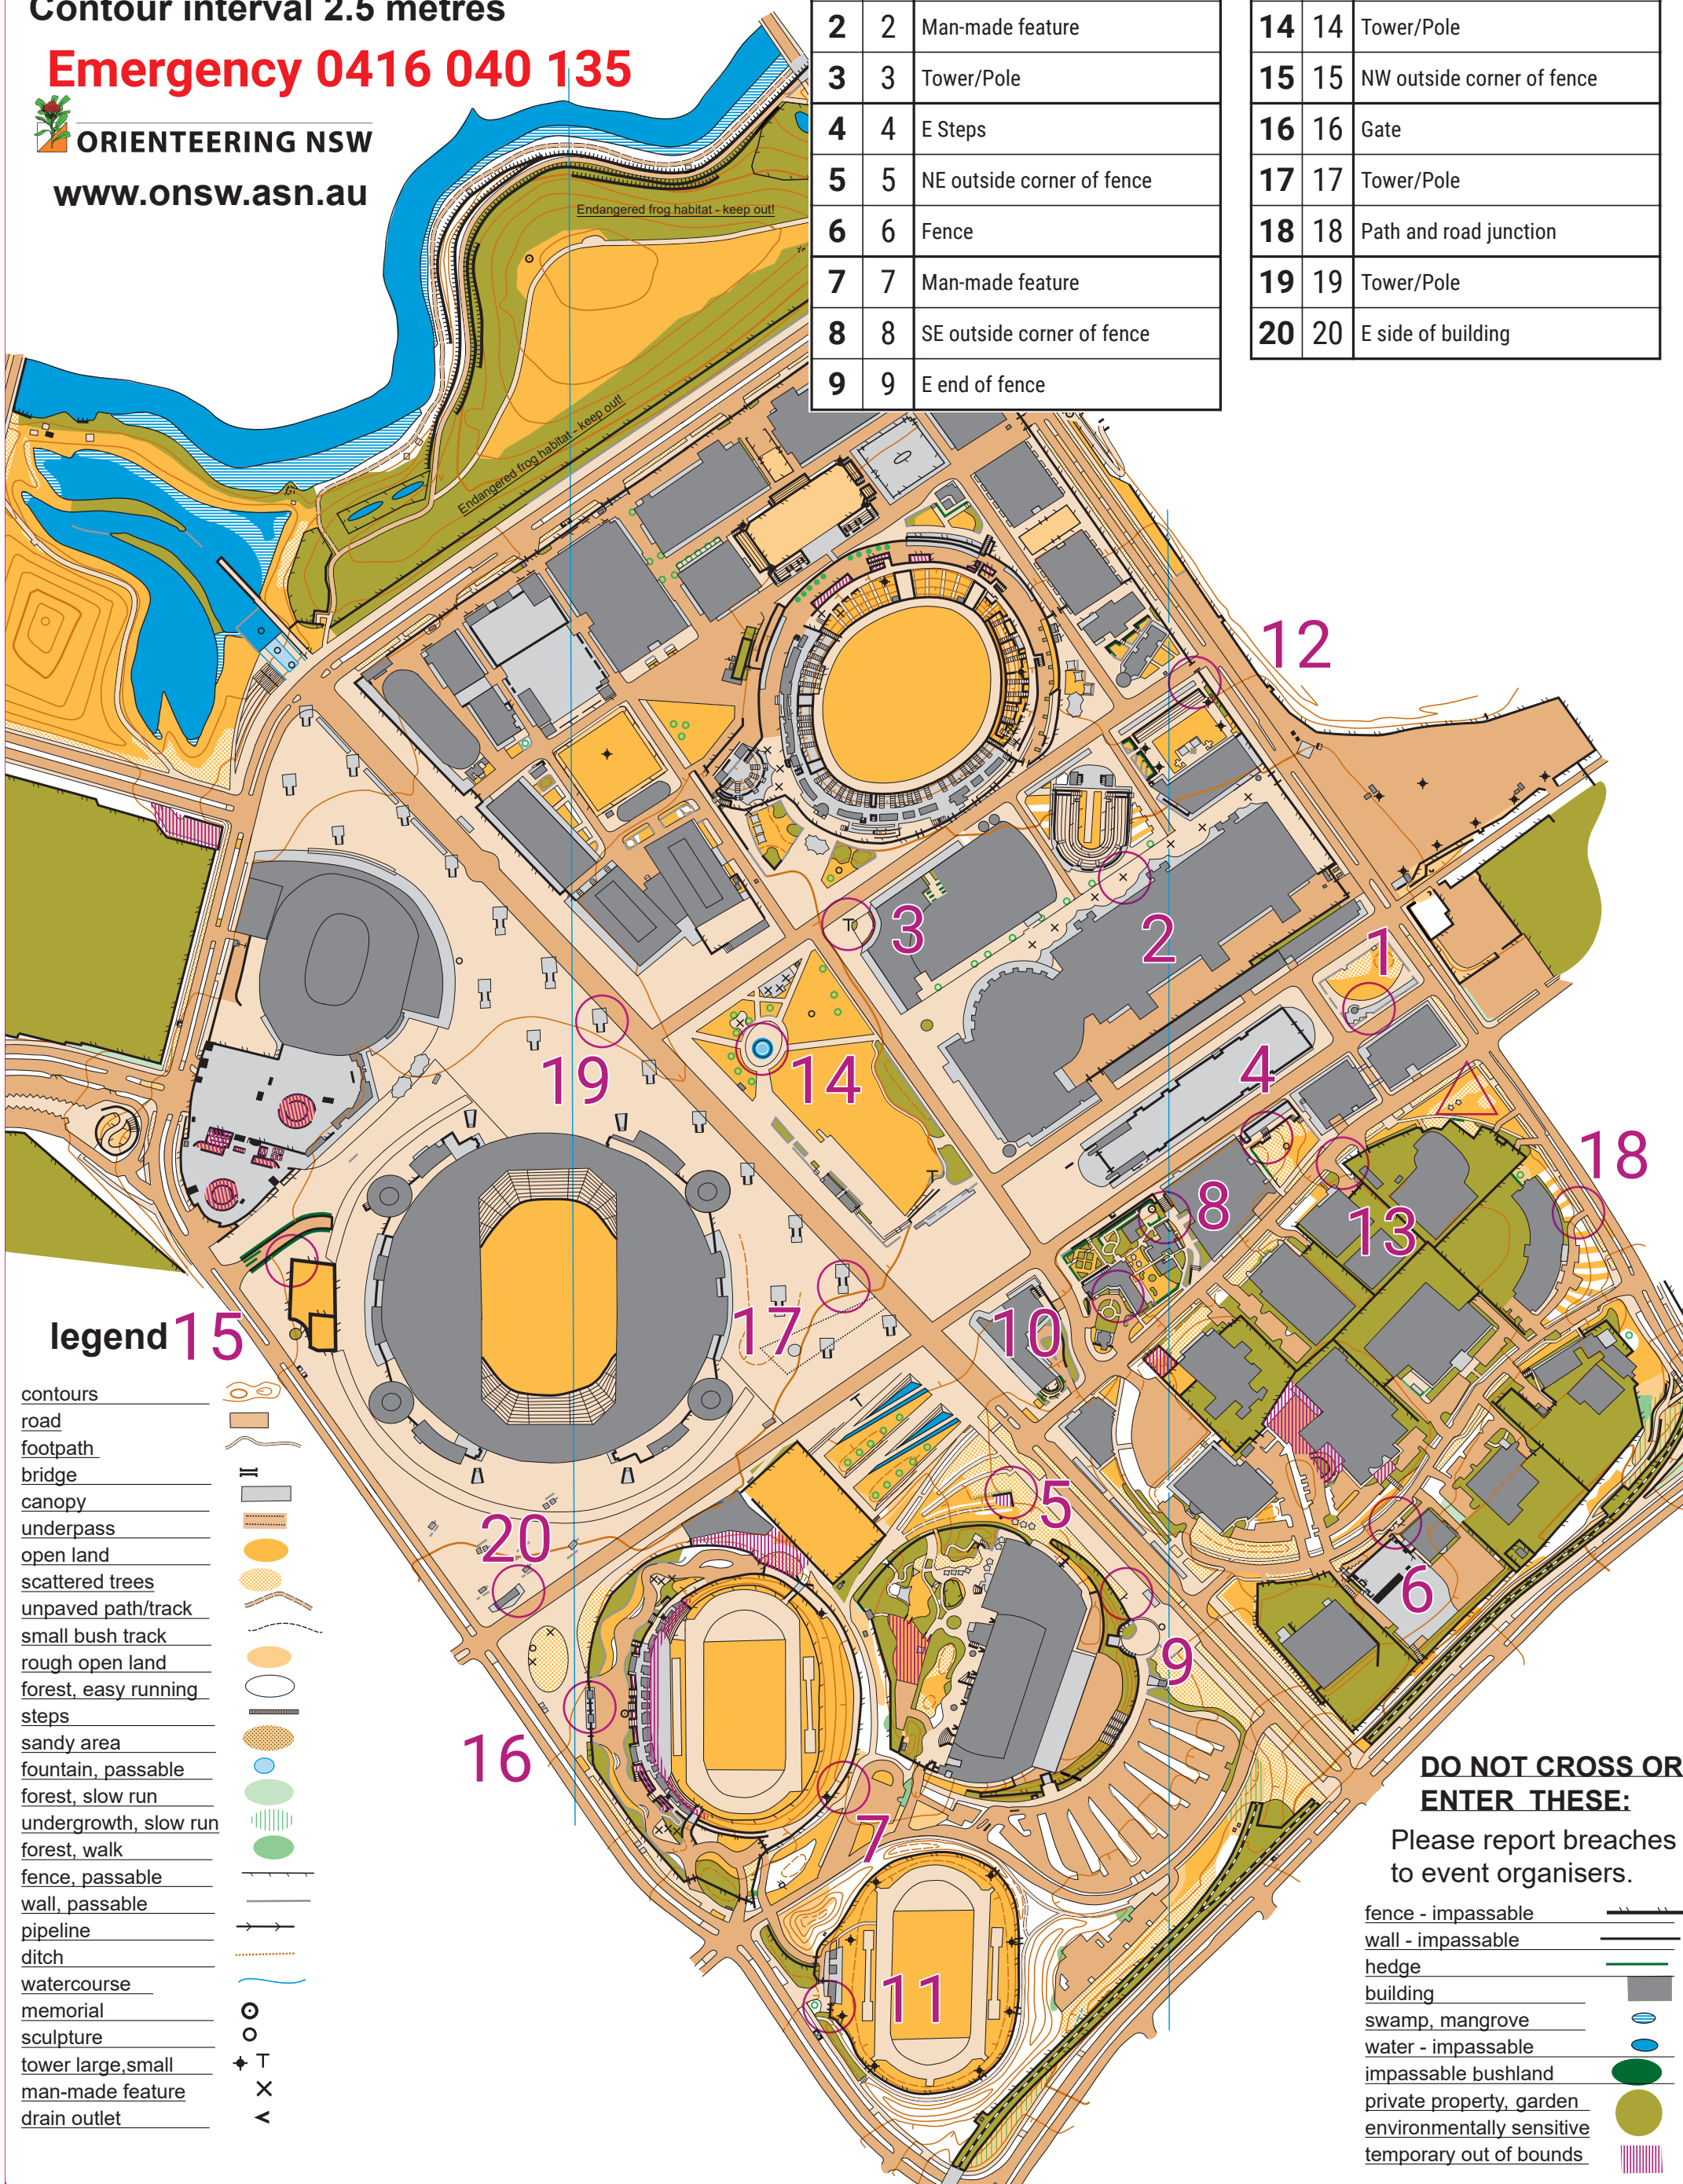 Contour interval 2.5 metres
Emergency 0416 040 135
ORIENTEERING NSW
www.onsw.asn.au
2 2 Man-made feature
3 3 Tower/Pole
4 4 E Steps
5 5 NE outside corner of fence
6 6 Fence
7 7 Man-made feature
8 8 SE outside corner of fence
9 9 E end of fence
14 14 Tower/Pole
15 15 NW outside corner of fence
16 16 Gate
17 17 Tower/Pole
18 18 Path and road junction
19 19 Tower/Pole
20 20 E side of building
Endangered frog habitat - keep out!
Endangered frog habitat - keep out!
12
3
2
1
19
14
4
18
8
13
15
17
10
5
20
6
9
16
7
11
legend
contours
road
footpath
bridge
canopy
underpass
open land
scattered trees
unpaved path/track
small bush track
rough open land
forest, easy running
steps
sandy area
fountain, passable
forest, slow run
undergrowth, slow run
forest, walk
fence, passable
wall, passable
pipeline
ditch
watercourse
memorial
sculpture
tower large,small
man-made feature
drain outlet
DO NOT CROSS OR
ENTER THESE:
Please report breaches
to event organisers.
fence - impassable
wall - impassable
hedge
building
swamp, mangrove
water - impassable
impassable bushland
private property, garden
environmentally sensitive
temporary out of bounds